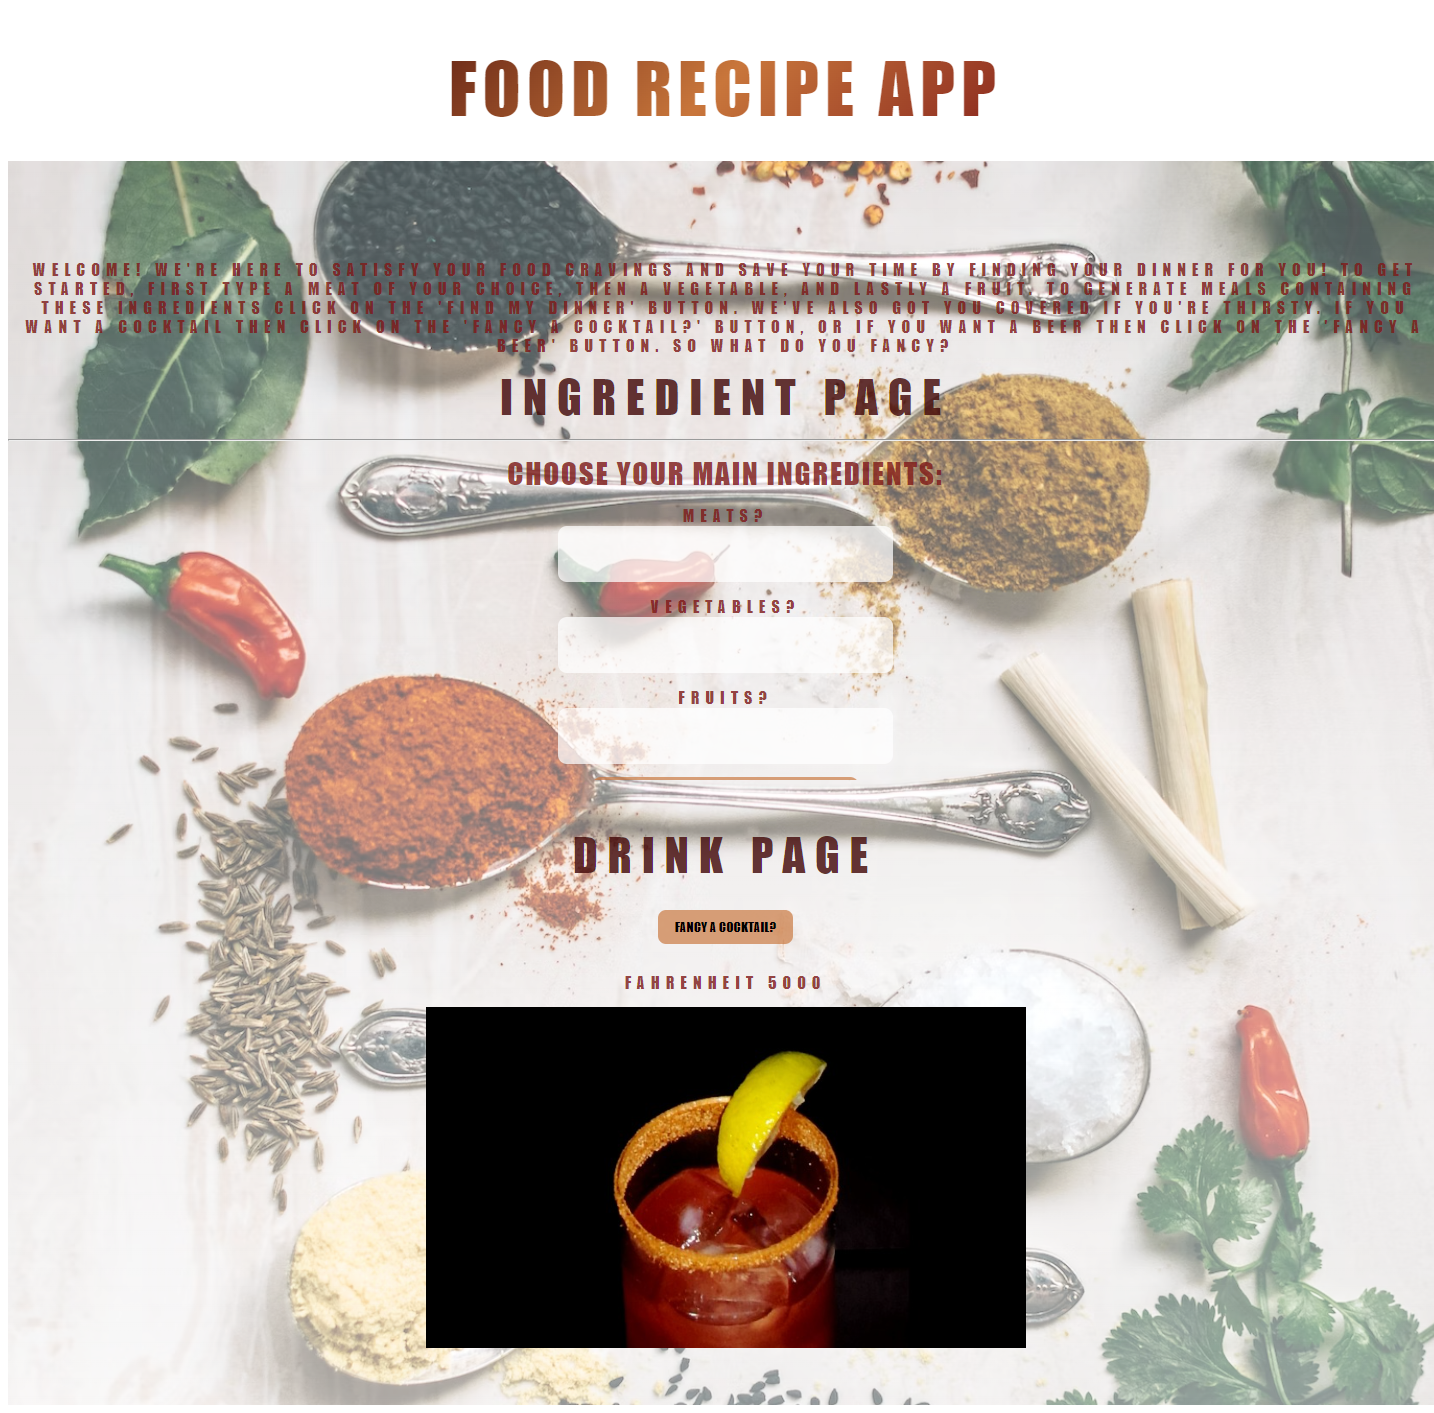 FOOD RECIPE APP
WELCOME! WE'RE HERE TO SATISFY YOUR FOOD CRAVINGS AND SAVE YOUR TIME BY FINDING YOUR DINNER FOR YOU! TO GET
STARTED, FIRST TYPE A MEAT OF YOUR CHOICE, THEN A VEGETABLE, AND LASTLY A FRUIT, TO GENERATE MEALS CONTAINING
THESE INGREDIENTS CLICK ON THE 'FIND MY DINNER' BUTTON. WE'VE ALSO GOT YOU COVERED IF YOU'RE THIRSTY. IF YOU
WANT A COCKTAIL THEN CLICK ON THE 'FANCY A COCKTAIL?' BUTTON, OR IF YOU WANT A BEER THEN CLICK ON THE 'FANCY A
BEER' BUTTON. SO WHAT DO YOU FANCY?
INGREDIENT PAGE
CHOOSE YOUR MAIN INGREDIENTS:
MEATS?
VEGETABLES?
FRUITS?
DRINK PAGE
FANCY A COCKTAIL?
FAHRENHEIT 5000